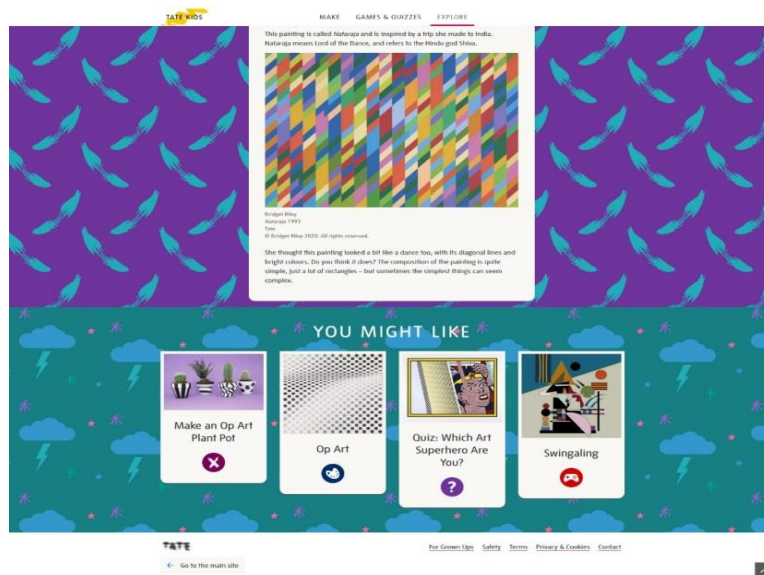 TATE KIDS
MAKE GAMES & QUIZZES EXPLORE
This painting is called Nataraja and is inspired by a trip she made to India.
Nataraja means Lord of the Dance, and refers to the Hindu god Shiva.
Bridget Riley
Nataraja 1993
Tate
© Bridget Riley 2020. All rights reserved.
She thought this painting looked a bit like a dance too, with its diagonal lines and
bright colours. Do you think it does? The composition of the painting is quite
simple, just a lot of rectangles – but sometimes the simplest things can seem
complex.
YOU MIGHT LIKE
Make an Op Art
Plant Pot
Op Art
Quiz: Which Art
Superhero Are
You?
?
Swingaling
TATE
For Grown Ups Safety Terms Privacy & Cookies Contact
← Go to the main site